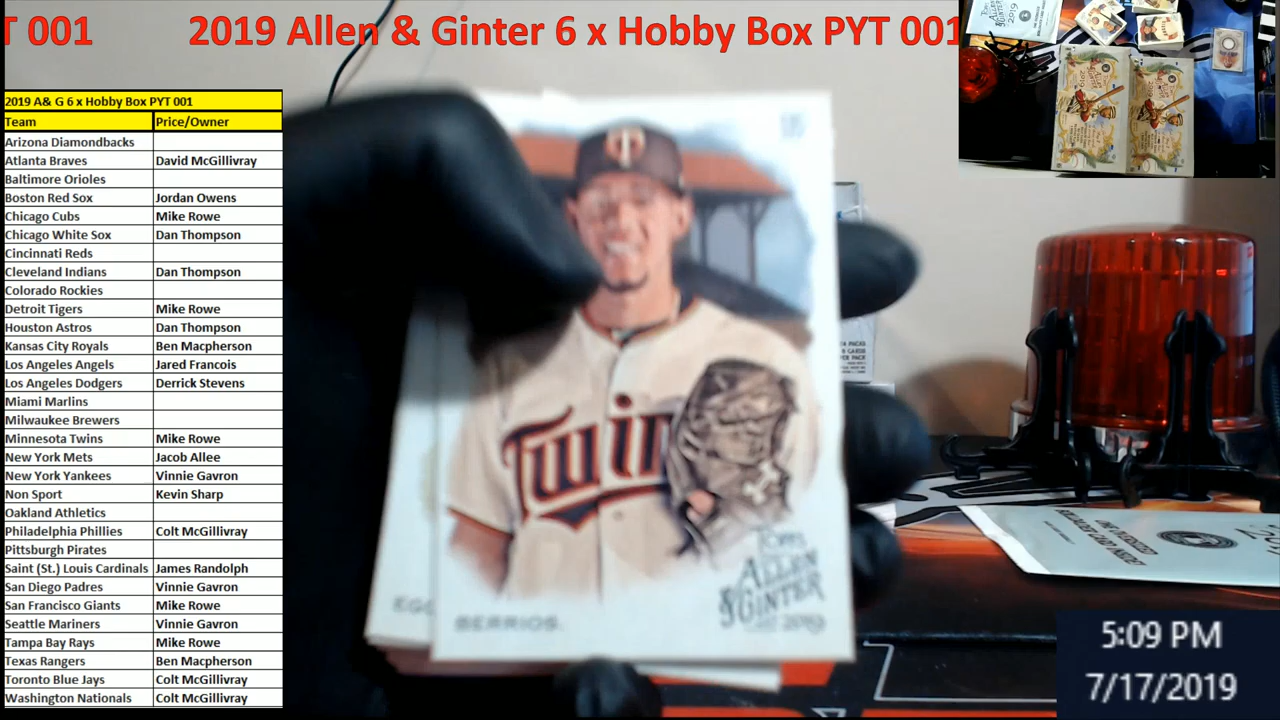 T 001 2019 Allen & Ginter 6 x Hobby Box PYT 001
2019 A& G 6 x Hobby Box PYT 001
Team Price/Owner
Arizona Diamondbacks
Atlanta Braves David McGillivray
Baltimore Orioles
Boston Red Sox Jordan Owens
Chicago Cubs Mike Rowe
Chicago White Sox Dan Thompson
Cincinnati Reds
Cleveland Indians Dan Thompson
Colorado Rockies
Detroit Tigers Mike Rowe
Houston Astros Dan Thompson
Kansas City Royals Ben Macpherson
Los Angeles Angels Jared Francois
Los Angeles Dodgers Derrick Stevens
Miami Marlins
Milwaukee Brewers
Minnesota Twins Mike Rowe
New York Mets Jacob Allee
New York Yankees Vinnie Gavron
Non Sport Kevin Sharp
Oakland Athletics
Philadelphia Phillies Colt McGillivray
Pittsburgh Pirates
Saint (St.) Louis Cardinals James Randolph
San Diego Padres Vinnie Gavron
San Francisco Giants Mike Rowe
Seattle Mariners Vinnie Gavron
Tampa Bay Rays Mike Rowe
Texas Rangers Ben Macpherson
Toronto Blue Jays Colt McGillivray
Washington Nationals Colt McGillivray
Twin
Topps
ALLEN
& GINTER
2019
BERRIOS.
5:09 PM
7/17/2019